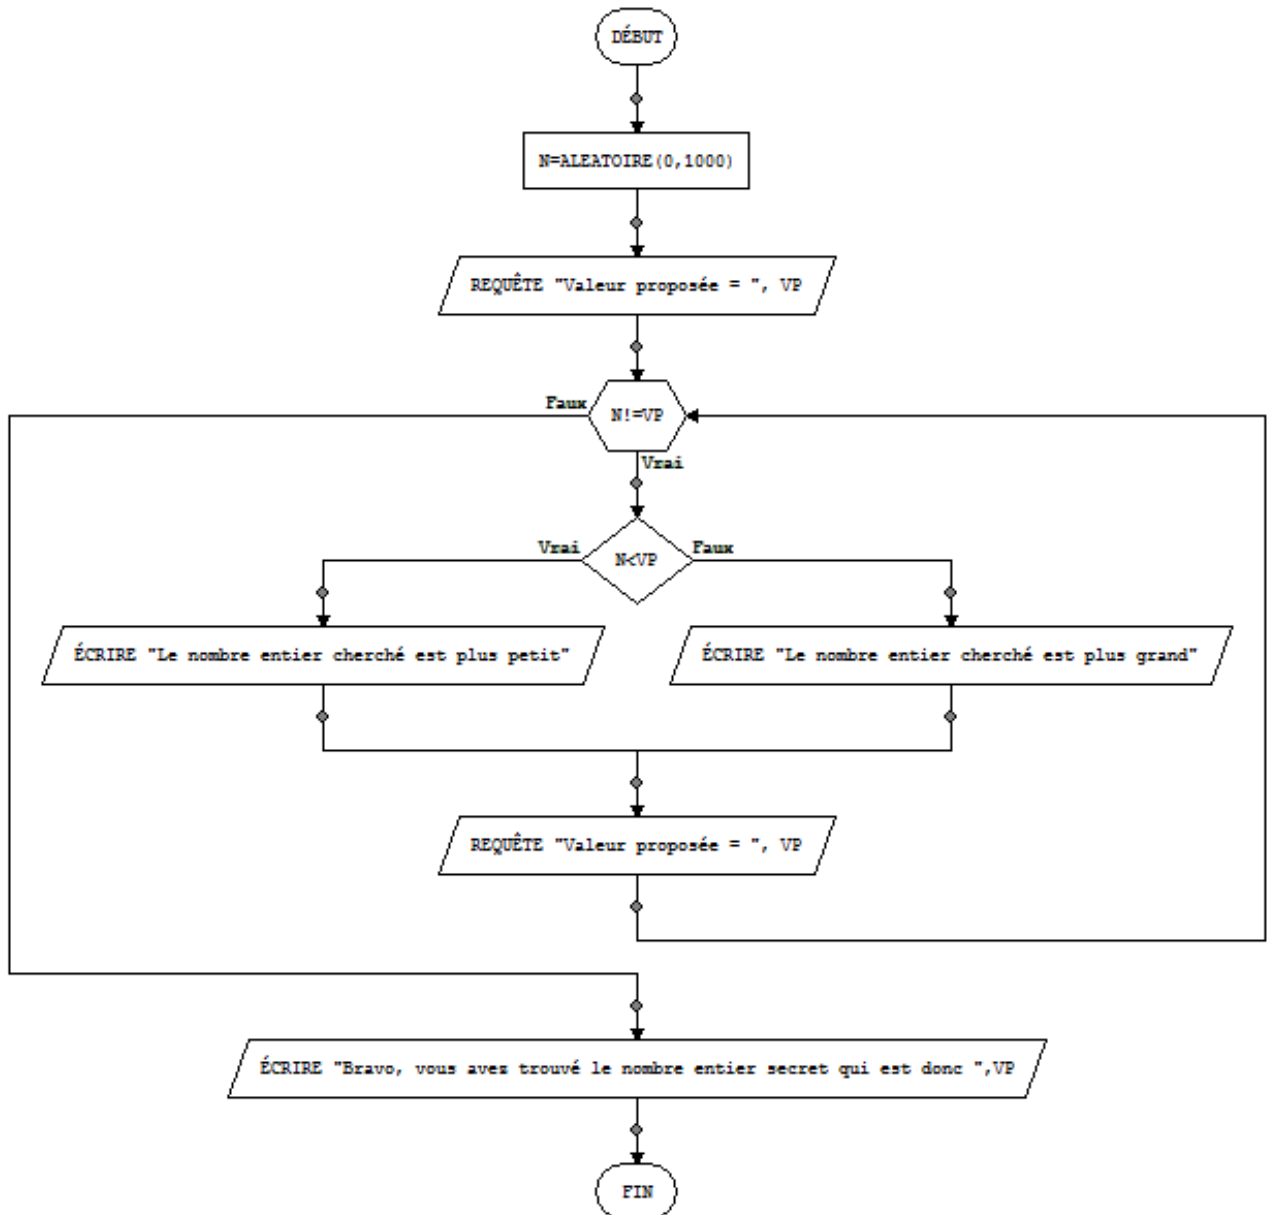 DÉBUT
N=ALEATOIRE(0,1000)
REQUÊTE "Valeur proposée = ", VP
Faux
N!=VP
Vrai
Vrai
N<VP
Faux
ÉCRIRE "Le nombre entier cherché est plus petit"
ÉCRIRE "Le nombre entier cherché est plus grand"
REQUÊTE "Valeur proposée = ", VP
ÉCRIRE "Bravo, vous avez trouvé le nombre entier secret qui est donc ",VP
FIN